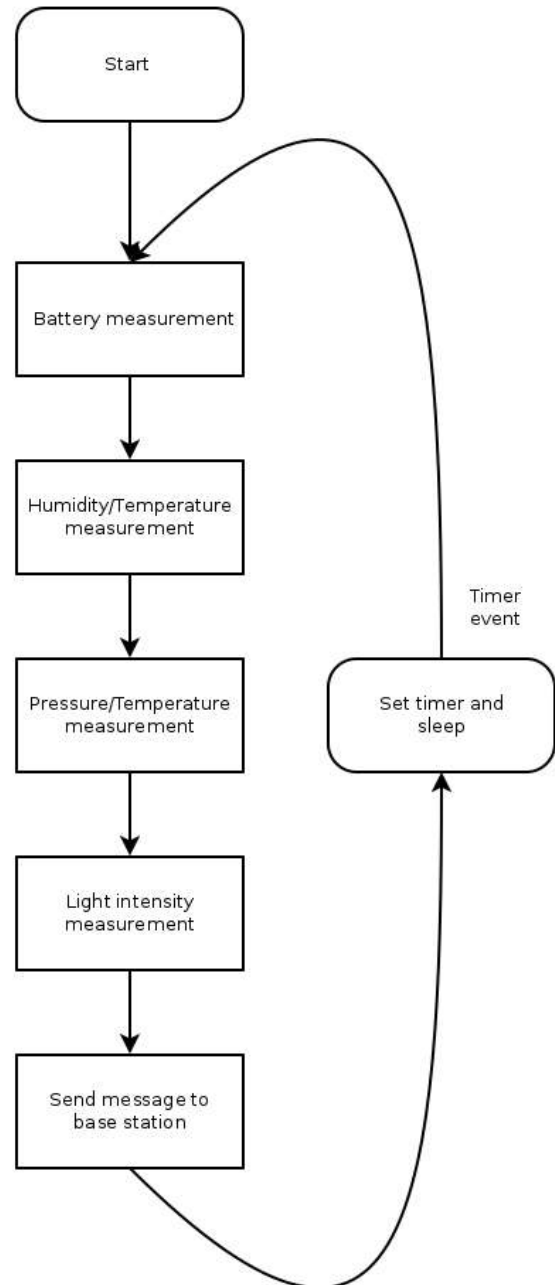 Start
Battery measurement
Humidity/Temperature
measurement
Pressure/Temperature
measurement
Light intensity
measurement
Send message to
base station
Set timer and
sleep
Timer
event